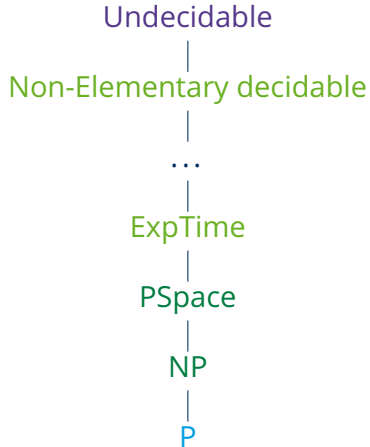 Undecidable
Non-Elementary decidable
...
ExpTime
PSpace
NP
P